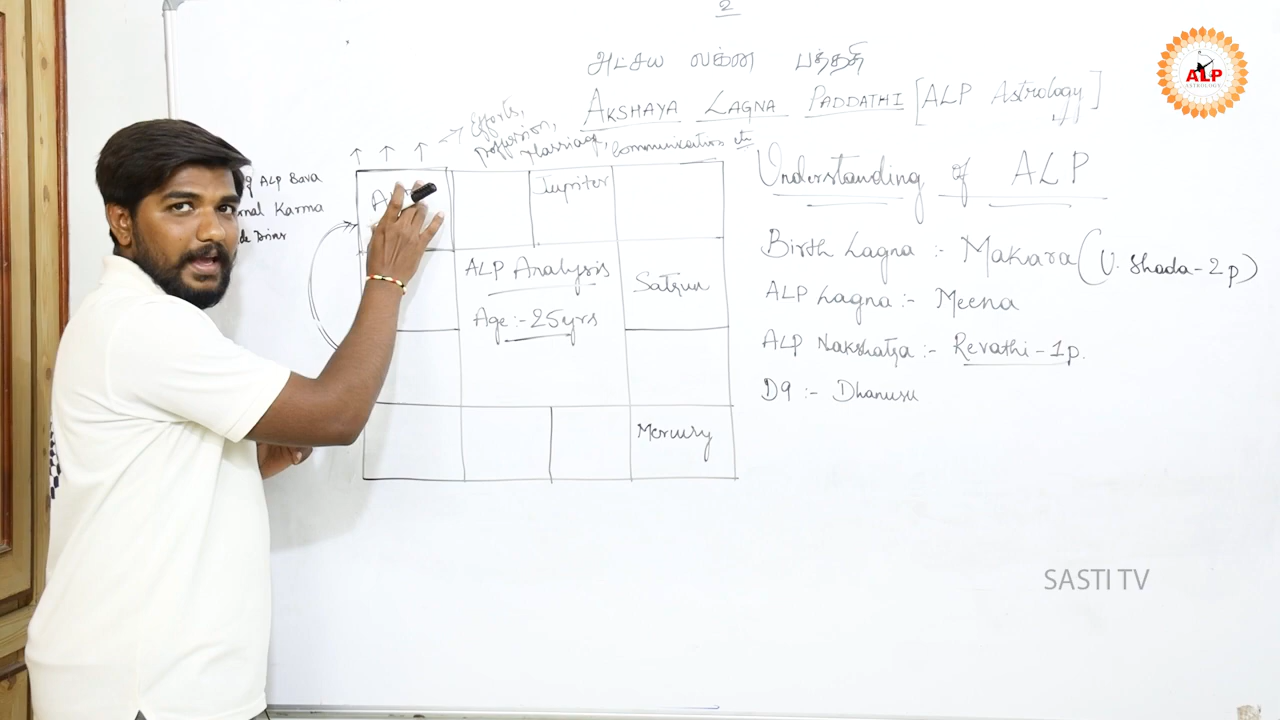 2
அட்சய லக்ன பத்ததி
AKSHAYA LAGNA PADDATHI [ALP Astrology]
ALP
ASTROLOGY
Efforts,
proffession,
Marriage,
Communication etc
Understanding of ALP
ALP Bava
Karma
Jupiter
Birth Lagna :- Makara (U. Shada-2p)
ALP Analysis
Saturn
ALP Lagna :- Meena
Age :- 25yrs
ALP Nakshatra :- Revathi-1p.
D9 :- Dhanusu
Mercury
SASTI TV